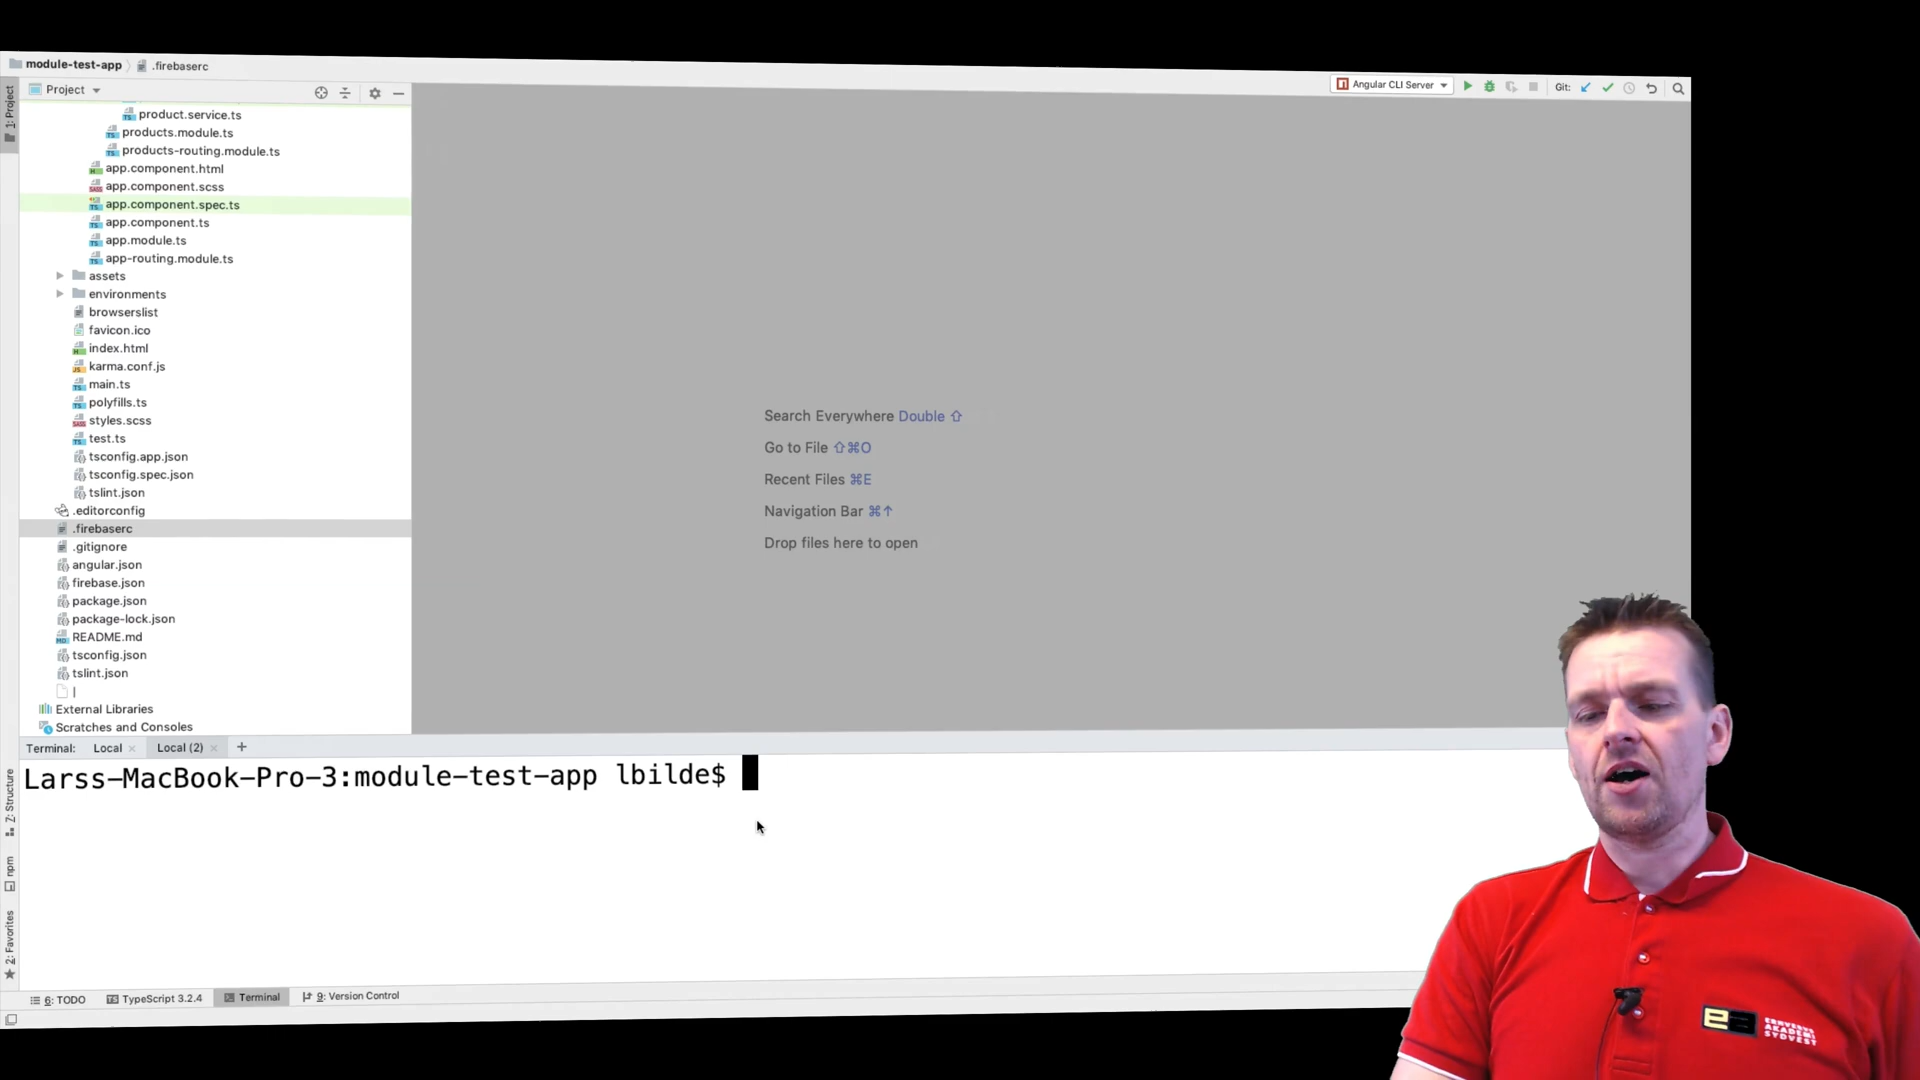 module-test-app
.firebaserc
Angular CLI Server
Git:
1: Project
Project
product.service.ts
products.module.ts
products-routing.module.ts
app.component.html
app.component.scss
app.component.spec.ts
app.component.ts
app.module.ts
app-routing.module.ts
assets
environments
browserslist
favicon.ico
index.html
karma.conf.js
main.ts
polyfills.ts
styles.scss
test.ts
tsconfig.app.json
tsconfig.spec.json
tslint.json
.editorconfig
.firebaserc
.gitignore
angular.json
firebase.json
package.json
package-lock.json
README.md
tsconfig.json
tslint.json
External Libraries
Scratches and Consoles
Search Everywhere Double ⇧
Go to File ⇧⌘O
Recent Files ⌘E
Navigation Bar ⌘↑
Drop files here to open
Terminal: Local × Local (2) × +
Larss-MacBook-Pro-3:module-test-app lbilde$
Z: Structure
npm
2: Favorites
6: TODO
TypeScript 3.2.4
Terminal
9: Version Control
ea
ERHVERVS
AKADEMI
SYDVEST